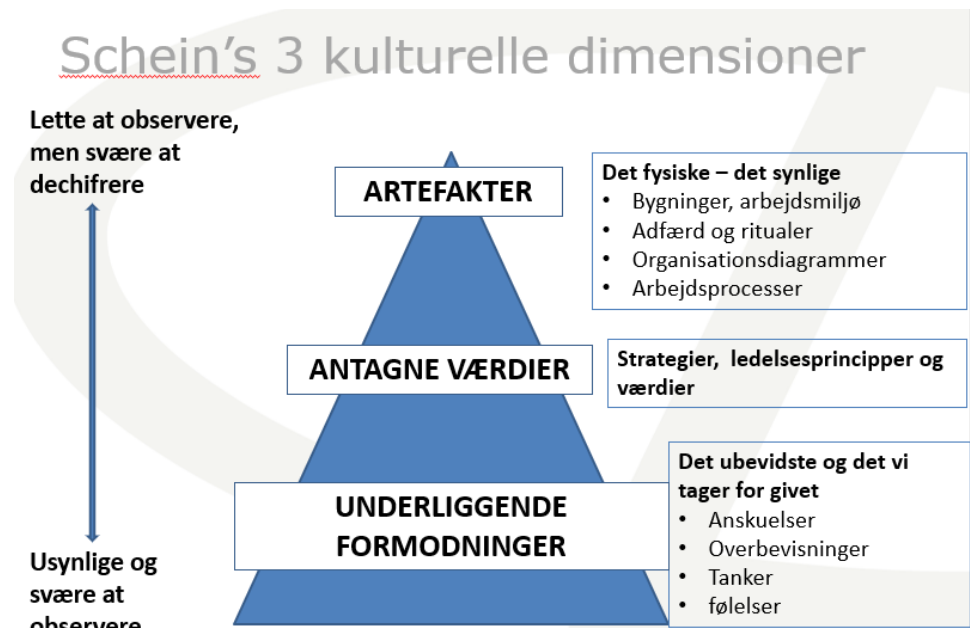 Schein's 3 kulturelle dimensioner
Lette at observere,
men svære at
dechifrere
ARTEFAKTER
Det fysiske – det synlige
• Bygninger, arbejdsmiljø
• Adfærd og ritualer
• Organisationsdiagrammer
• Arbejdsprocesser
ANTAGNE VÆRDIER
Strategier, ledelsesprincipper og
værdier
UNDERLIGGENDE
FORMODNINGER
Det ubevidste og det vi
tager for givet
• Anskuelser
• Overbevisninger
• Tanker
• følelser
Usynlige og
svære at
observere